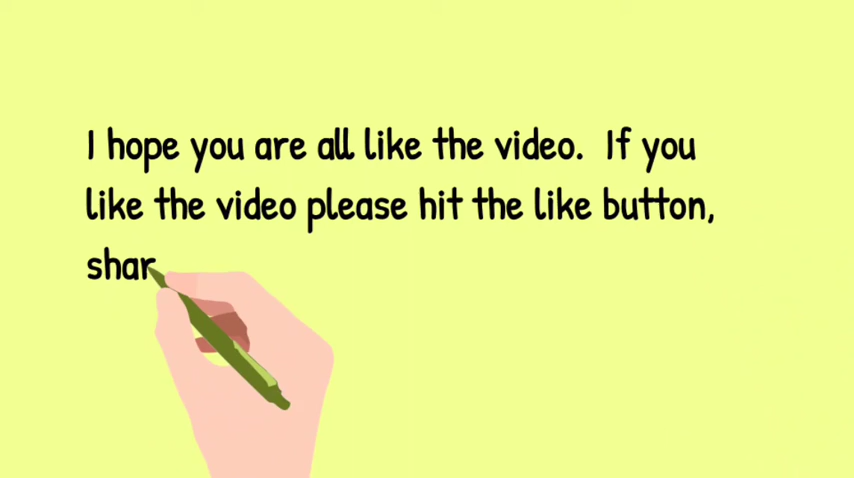 I hope you are all like the video. If you
like the video please hit the like button,
shar